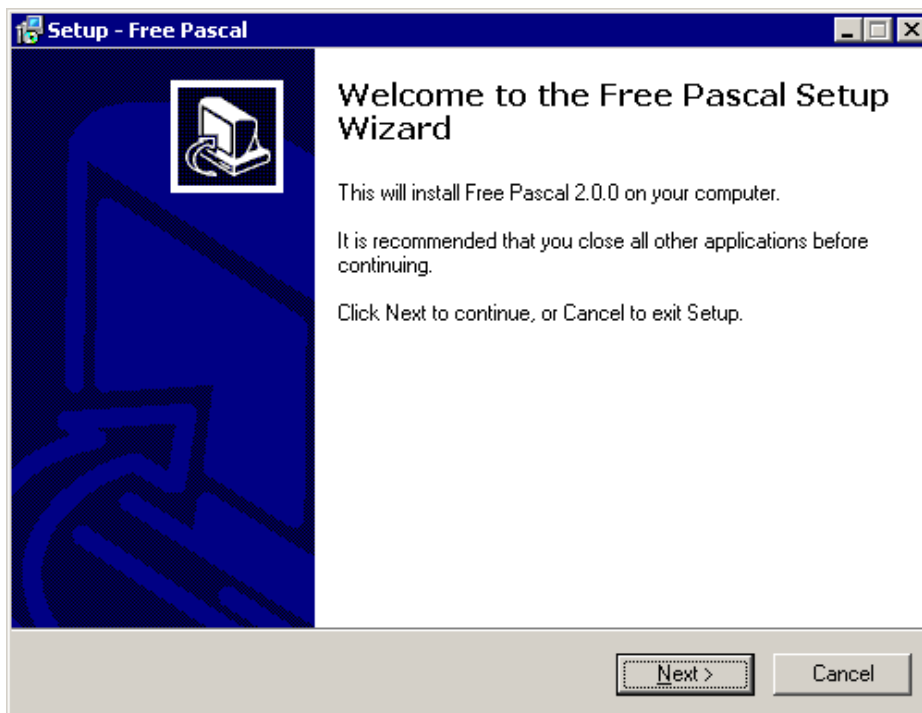 Setup - Free Pascal
Welcome to the Free Pascal Setup
Wizard
This will install Free Pascal 2.0.0 on your computer.
It is recommended that you close all other applications before
continuing.
Click Next to continue, or Cancel to exit Setup.
Next >
Cancel